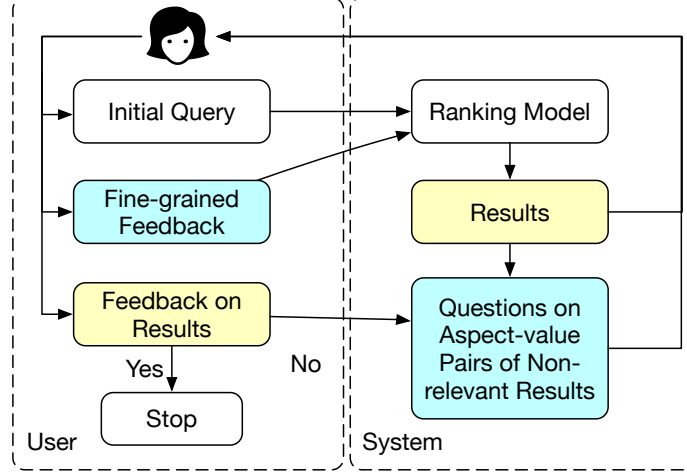 Initial Query
Ranking Model
Fine-grained
Feedback
Results
Feedback on
Results
Questions on
Aspect-value
Pairs of Non-
relevant Results
Yes
No
Stop
User
System